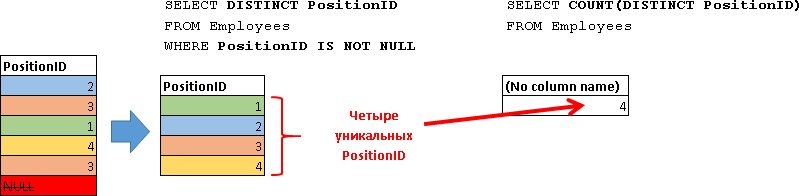 SELECT DISTINCT PositionID
FROM Employees
WHERE PositionID IS NOT NULL
SELECT COUNT(DISTINCT PositionID)
FROM Employees
PositionID
2
3
1
4
3
NULL
PositionID
1
2
3
4
Четыре
уникальных
PositionID
(No column name)
4